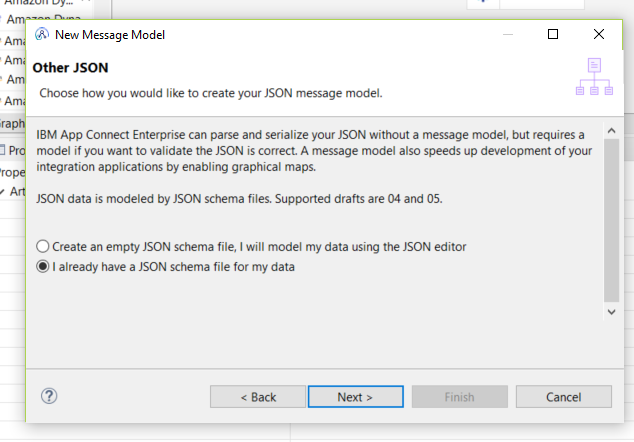 Amazon Dy...
Amazon Dyna
New Message Model
Other JSON
Choose how you would like to create your JSON message model.
IBM App Connect Enterprise can parse and serialize your JSON without a message model, but requires a
model if you want to validate the JSON is correct. A message model also speeds up development of your
integration applications by enabling graphical maps.
JSON data is modeled by JSON schema files. Supported drafts are 04 and 05.
Create an empty JSON schema file, I will model my data using the JSON editor
I already have a JSON schema file for my data
Ama
Ama
Am
Ama
Graph
Pro
Prope
Art
?
< Back
Next >
Finish
Cancel